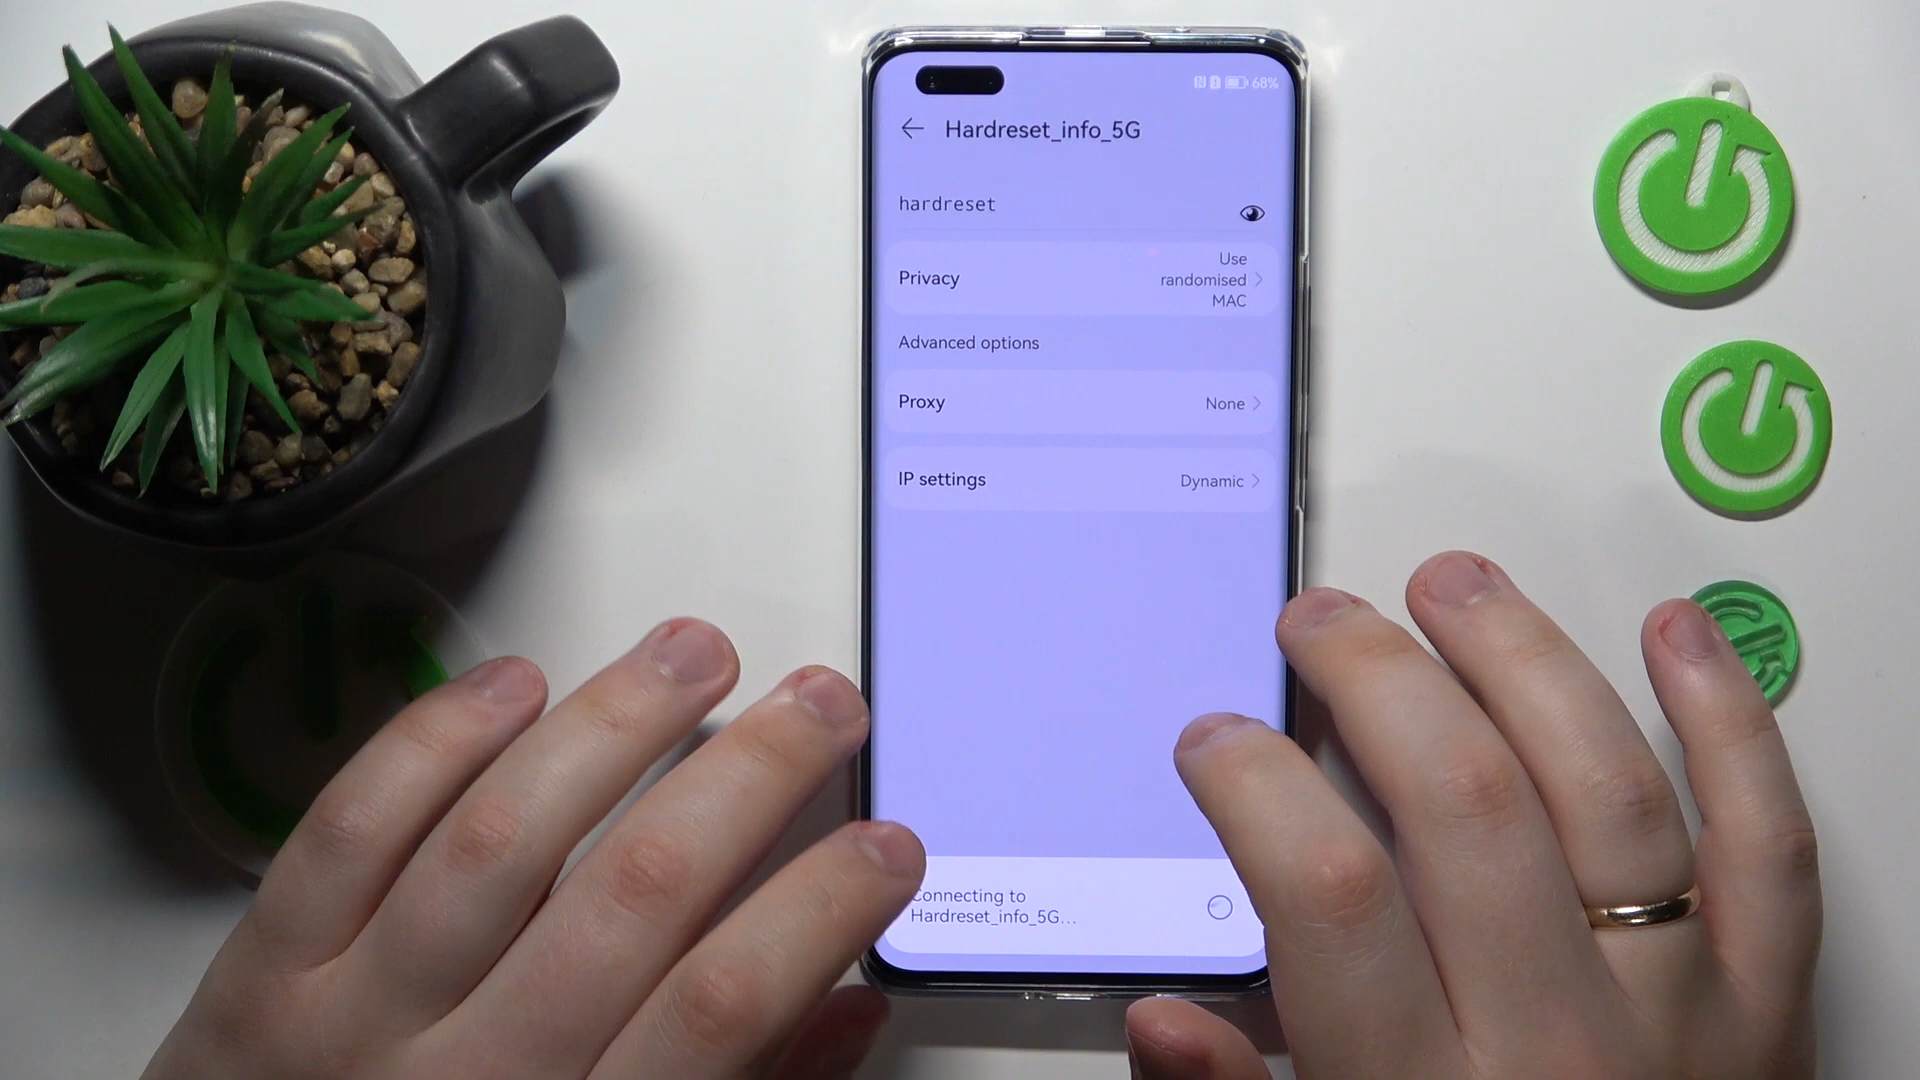 68%
Hardreset_info_5G
hardreset
Privacy
Use
randomised
MAC
Advanced options
Proxy
None
IP settings
Dynamic
Connecting to
Hardreset_info_5G...